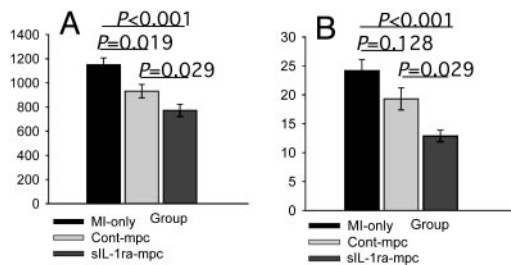 A
P<0.001
P=0.019
P=0.029
1400
1200
1000
800
600
400
200
0
Group
MI-only
Cont-mpc
sIL-1ra-mpc
B
P<0.001
P=0.128
P=0.029
30
25
20
15
10
5
0
Group
MI-only
Cont-mpc
sIL-1ra-mpc